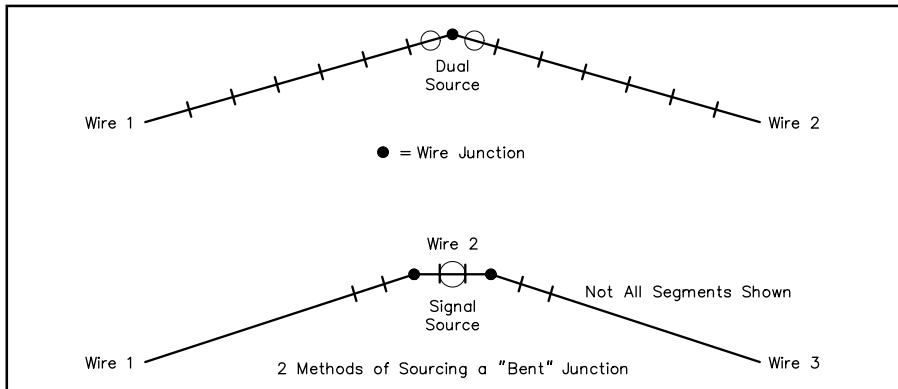 Dual
Source
Wire 1
Wire 2
= Wire Junction
Wire 2
Not All Segments Shown
Signal
Source
Wire 1
Wire 3
2 Methods of Sourcing a "Bent" Junction